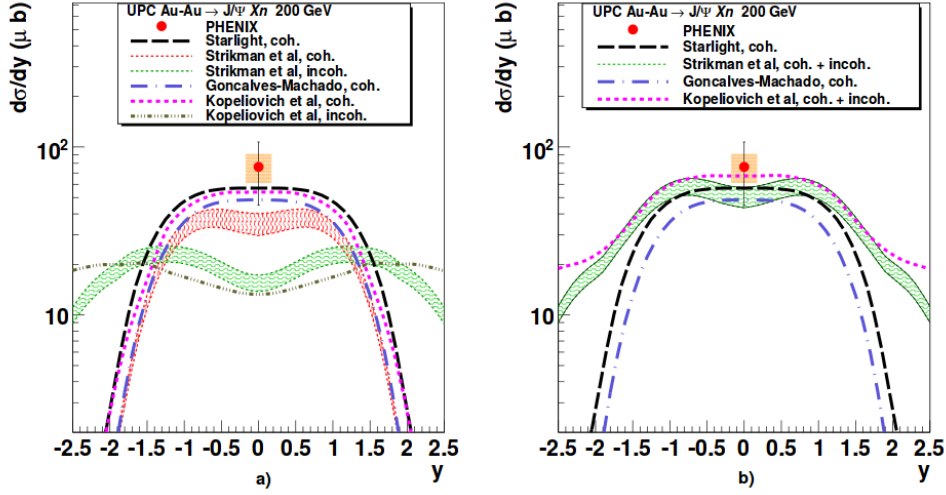 UPC Au-Au → J/Ψ Xn 200 GeV
PHENIX
Starlight, coh.
Strikman et al, coh.
Strikman et al, incoh.
Goncalves-Machado, coh.
Kopeliovich et al, coh.
Kopeliovich et al, incoh.
dσ/dy (μ b)
10²
10
-2.5 -2 -1.5 -1 -0.5 0 0.5 1 1.5 2 2.5
y
a)
UPC Au-Au → J/Ψ Xn 200 GeV
PHENIX
Starlight, coh.
Strikman et al, coh. + incoh.
Goncalves-Machado, coh.
Kopeliovich et al, coh. + incoh.
dσ/dy (μ b)
10²
10
-2.5 -2 -1.5 -1 -0.5 0 0.5 1 1.5 2 2.5
y
b)